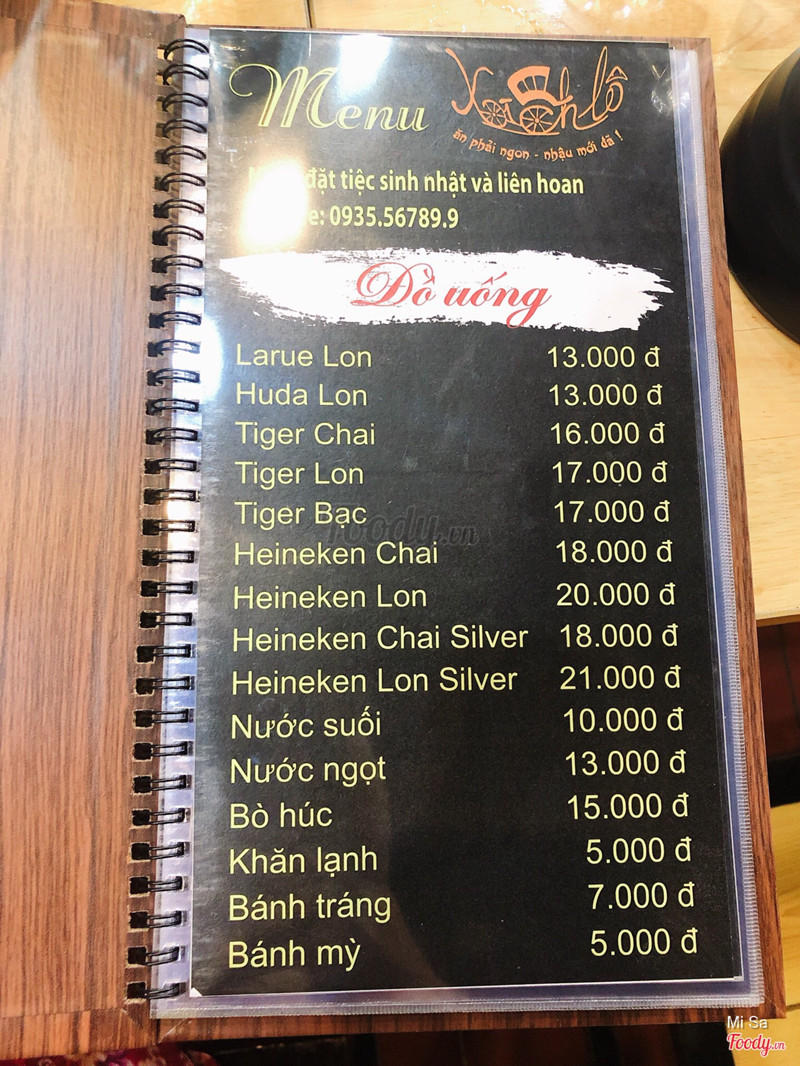 Menu
Xích lô
ăn phải ngon - nhậu mới đã !
đặt tiệc sinh nhật và liên hoan
0935.56789.9
Đồ uống
Larue Lon 13.000 đ
Huda Lon 13.000 đ
Tiger Chai 16.000 đ
Tiger Lon 17.000 đ
Tiger Bạc 17.000 đ
Heineken Chai 18.000 đ
Heineken Lon 20.000 đ
Heineken Chai Silver 18.000 đ
Heineken Lon Silver 21.000 đ
Nước suối 10.000 đ
Nước ngọt 13.000 đ
Bò húc 15.000 đ
Khăn lạnh 5.000 đ
Bánh tráng 7.000 đ
Bánh mỳ 5.000 đ
Foody.vn
Mi Sa
Foody.vn